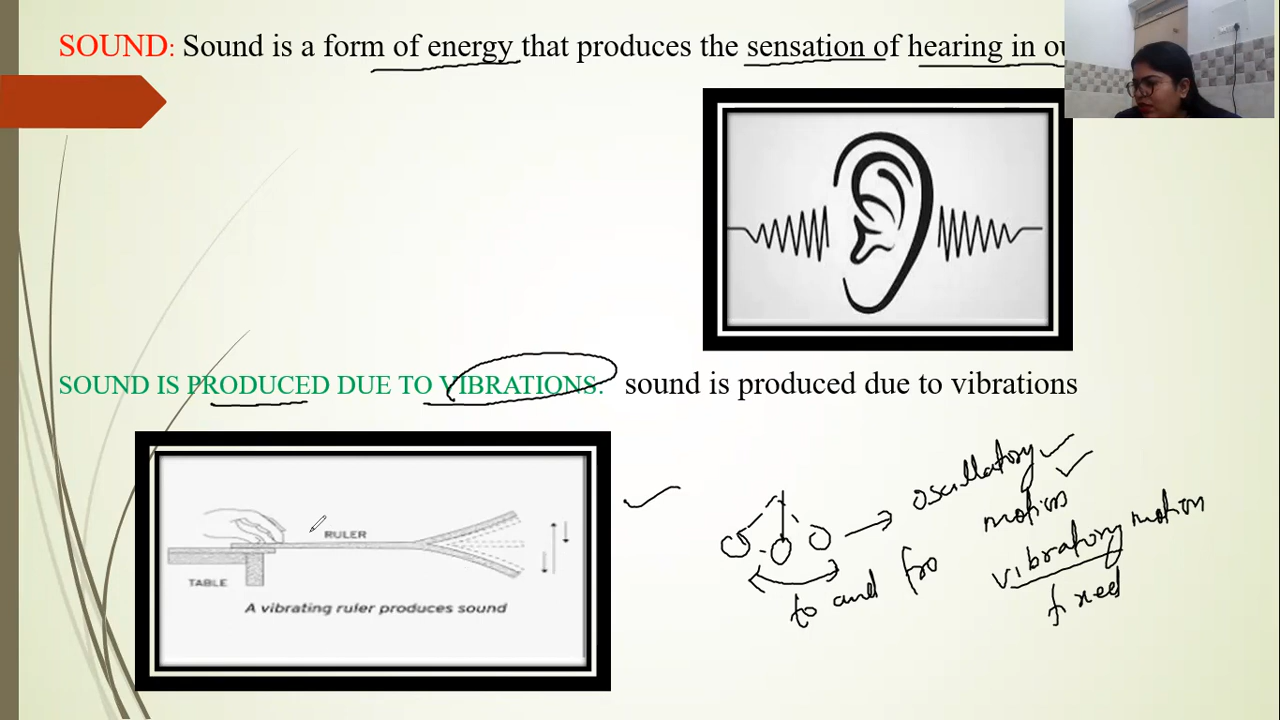 SOUND: Sound is a form of energy that produces the sensation of hearing in ou
SOUND IS PRODUCED DUE TO VIBRATIONS: sound is produced due to vibrations
RULER
TABLE
A vibrating ruler produces sound
oscillatory
motion
to and fro
vibratory motion
fixed